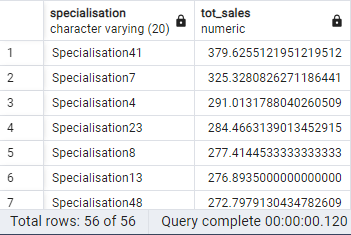 specialisation tot_sales
character varying (20) numeric
1 Specialisation41 379.6255121951219512
2 Specialisation7 325.3280826271186441
3 Specialisation4 291.0131788040260509
4 Specialisation23 284.4663139013452915
5 Specialisation8 277.4144533333333333
6 Specialisation13 276.8935000000000000
7 Specialisation48 272.7979130434782609
Total rows: 56 of 56 Query complete 00:00:00.120